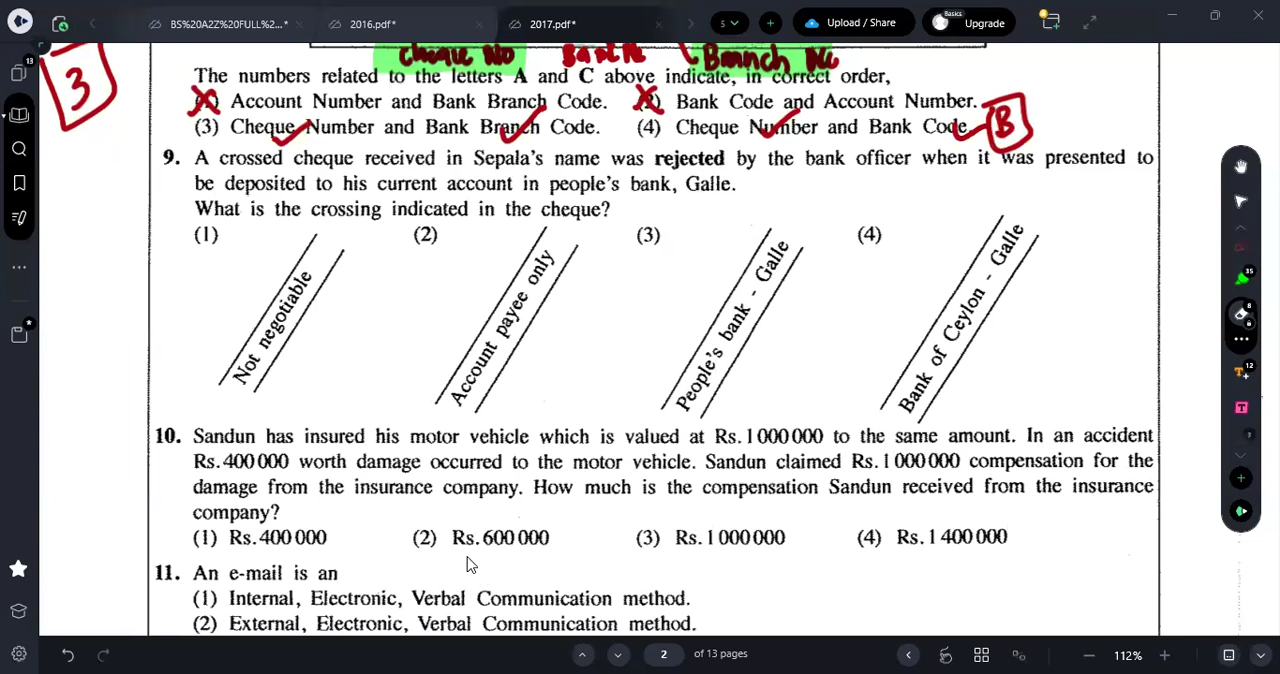 BS%20A2Z%20FULL%2...*
2016.pdf*
2017.pdf*
5
Upload / Share
Basics
Upgrade
8
13
Cheque No Bank Branch No
3
The numbers related to the letters A and C above indicate, in correct order,
(1) Account Number and Bank Branch Code. (2) Bank Code and Account Number.
(3) Cheque Number and Bank Branch Code. (4) Cheque Number and Bank Code
B
9. A crossed cheque received in Sepala's name was rejected by the bank officer when it was presented to
be deposited to his current account in people's bank, Galle.
What is the crossing indicated in the cheque?
(1) (2) (3) (4)
Not negotiable
Account payee only
People's bank - Galle
Bank of Ceylon - Galle
10. Sandun has insured his motor vehicle which is valued at Rs. 1 000 000 to the same amount. In an accident
Rs. 400 000 worth damage occurred to the motor vehicle. Sandun claimed Rs. 1 000 000 compensation for the
damage from the insurance company. How much is the compensation Sandun received from the insurance
company?
(1) Rs. 400 000 (2) Rs. 600 000 (3) Rs. 1 000 000 (4) Rs. 1 400 000
11. An e-mail is an
(1) Internal, Electronic, Verbal Communication method.
(2) External, Electronic, Verbal Communication method.
35
8
12
T
T
2 of 13 pages
112%